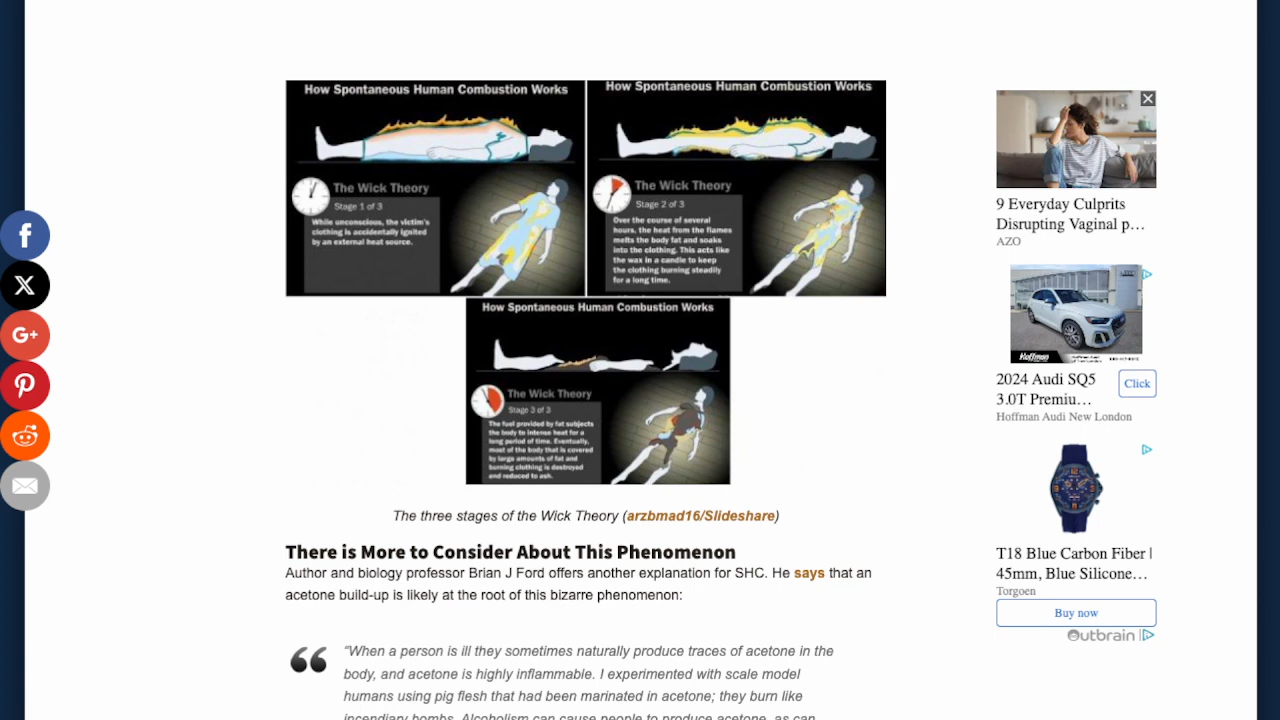 How Spontaneous Human Combustion Works
The Wick Theory
Stage 1 of 3
While unconscious, the victim's
clothing is accidentally ignited
by an external heat source.
How Spontaneous Human Combustion Works
The Wick Theory
Stage 2 of 3
Over the course of several
hours, the heat from the flames
melts the body fat and soaks
into the clothing. This acts like
the wax in a candle to keep
the clothing burning steadily
for a long time.
How Spontaneous Human Combustion Works
The Wick Theory
Stage 3 of 3
The fuel provided by fat subjects
the body to intense heat for a
long period of time. Eventually,
most of the body that is covered
by large amounts of fat and
burning clothing is destroyed
and reduced to ash.
The three stages of the Wick Theory (arzbmad16/Slideshare)
There is More to Consider About This Phenomenon
Author and biology professor Brian J Ford offers another explanation for SHC. He says that an
acetone build-up is likely at the root of this bizarre phenomenon:
“When a person is ill they sometimes naturally produce traces of acetone in the
body, and acetone is highly inflammable. I experimented with scale model
humans using pig flesh that had been marinated in acetone; they burn like
incendiary bombs. Alcoholism can cause people to produce acetone, as can
9 Everyday Culprits
Disrupting Vaginal p…
AZO
Hoffman
2024 Audi SQ5
3.0T Premiu…
Click
Hoffman Audi New London
T18 Blue Carbon Fiber |
45mm, Blue Silicone…
Torgoen
Buy now
Outbrain